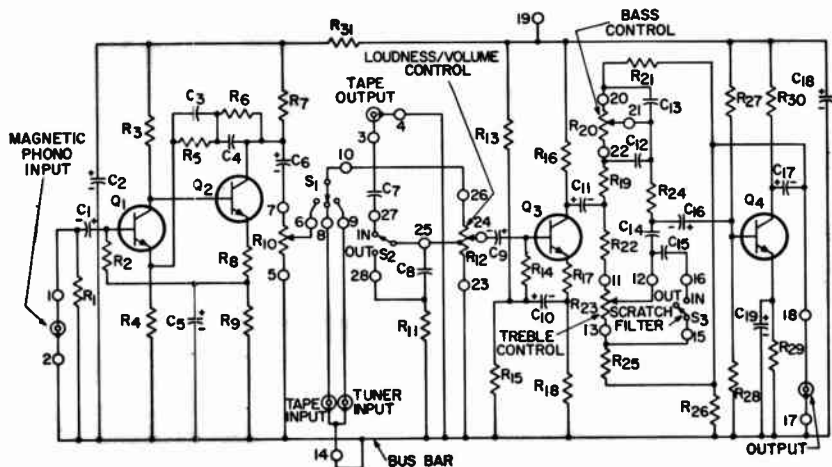 19
BASS
CONTROL
R31
LOUDNESS/VOLUME
CONTROL
TAPE
OUTPUT
MAGNETIC
PHONO
INPUT
R3
C3
R6
R5
C4
R7
C2
C6
Q1
Q2
C1
R2
R1
1
2
R4
C5
R8
R9
7
R10
5
S1
10
6
8
9
3
4
C7
27
IN
OUT
S2
28
25
C8
R11
26
24
R12
23
C9
R13
R14
R15
R16
C11
Q3
R17
C10
R18
R21
20
C13
R20
21
22
C12
R19
R24
C14
C16
R22
C15
11
12
16
R23
OUT
IN
SCRATCH
FILTER
S3
TREBLE
CONTROL
13
15
R25
R26
R27
R30
C18
C17
Q4
C19
R28
R29
18
17
OUTPUT
TAPE
INPUT
TUNER
INPUT
14
BUS BAR